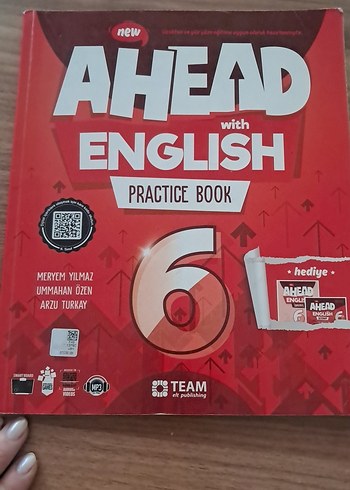 new
AHEAD
with
ENGLISH
PRACTICE BOOK
6
MERYEM YILMAZ
UMMAHAN ÖZEN
ARZU TURKAY
hediye
AHEAD
ENGLISH
6
AHEAD
ENGLISH
MP3
TEAM
elt publishing